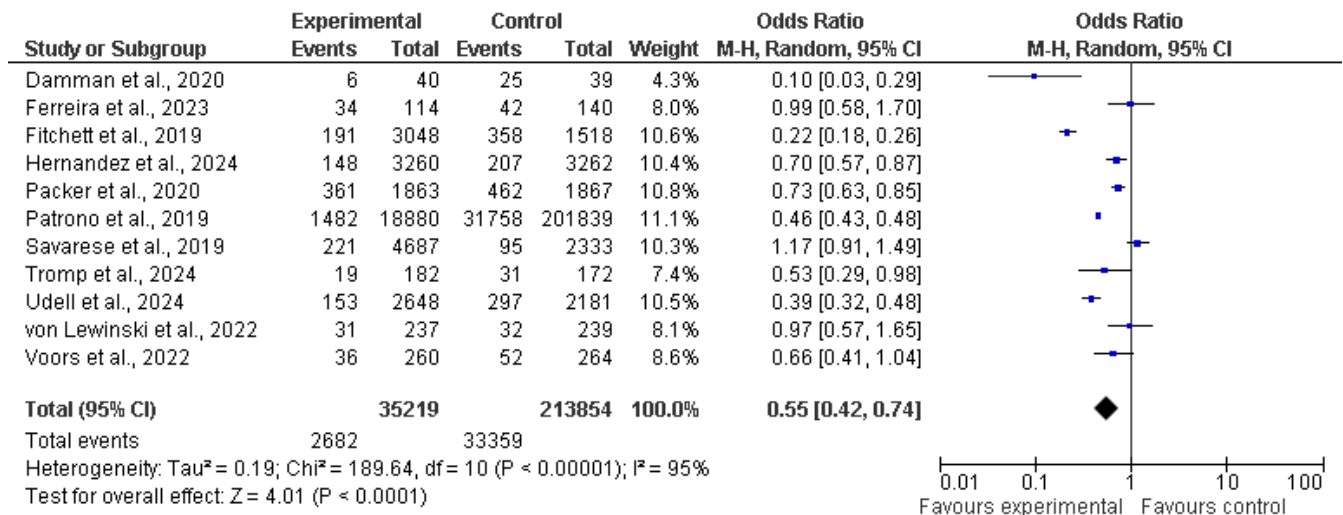 Experimental Control Odds Ratio Odds Ratio
Study or Subgroup Events Total Events Total Weight M-H, Random, 95% CI M-H, Random, 95% CI
Damman et al., 2020 6 40 25 39 4.3% 0.10 [0.03, 0.29]
Ferreira et al., 2023 34 114 42 140 8.0% 0.99 [0.58, 1.70]
Fitchett et al., 2019 191 3048 358 1518 10.6% 0.22 [0.18, 0.26]
Hernandez et al., 2024 148 3260 207 3262 10.4% 0.70 [0.57, 0.87]
Packer et al., 2020 361 1863 462 1867 10.8% 0.73 [0.63, 0.85]
Patrono et al., 2019 1482 18880 31758 201839 11.1% 0.46 [0.43, 0.48]
Savarese et al., 2019 221 4687 95 2333 10.3% 1.17 [0.91, 1.49]
Tromp et al., 2024 19 182 31 172 7.4% 0.53 [0.29, 0.98]
Udell et al., 2024 153 2648 297 2181 10.5% 0.39 [0.32, 0.48]
von Lewinski et al., 2022 31 237 32 239 8.1% 0.97 [0.57, 1.65]
Voors et al., 2022 36 260 52 264 8.6% 0.66 [0.41, 1.04]
Total (95% CI) 35219 213854 100.0% 0.55 [0.42, 0.74]
Total events 2682 33359
Heterogeneity: Tau² = 0.19; Chi² = 189.64, df = 10 (P < 0.00001); I² = 95%
Test for overall effect: Z = 4.01 (P < 0.0001)
0.01 0.1 1 10 100
Favours experimental Favours control